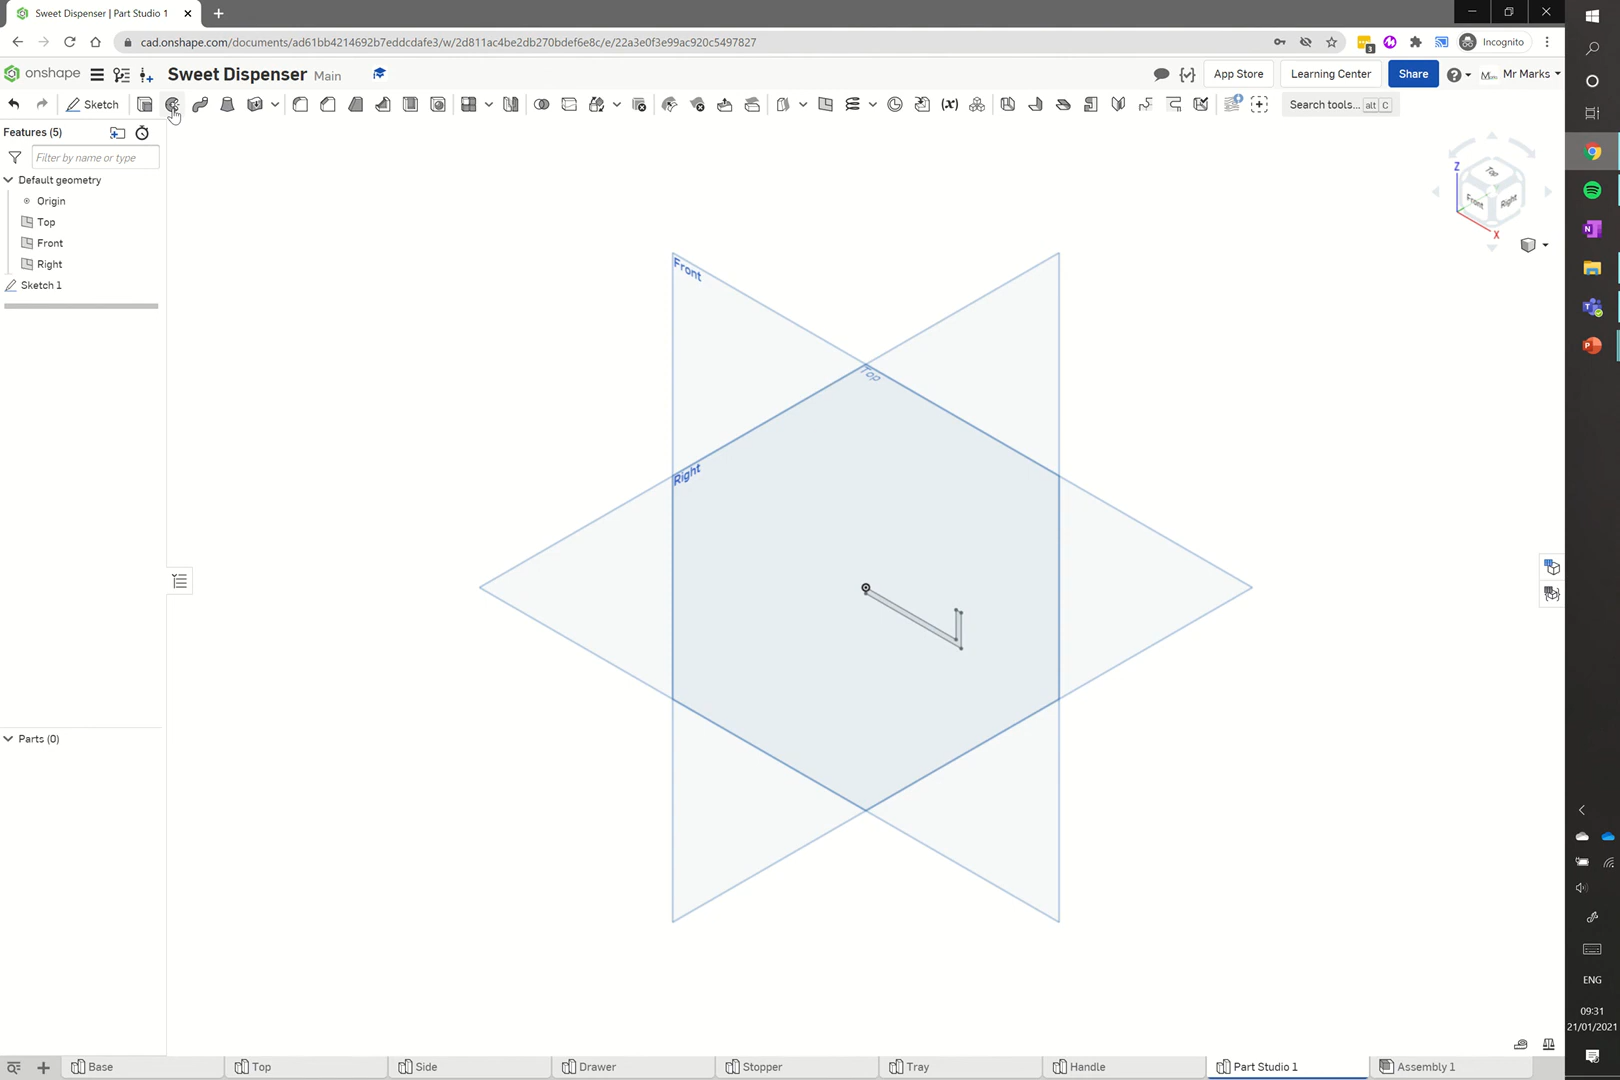 Sweet Dispenser | Part Studio 1
cad.onshape.com/documents/ad61bb4214692b7eddcdafe3/w/2d811ac4be2db270bdef6e8c/e/22a3e0f3e99ac920c5497827
3
Incognito
onshape
Sweet Dispenser Main
App Store
Learning Center
Share
Mr Marks
Sketch
Search tools... alt C
Features (5)
Filter by name or type
Default geometry
Origin
Top
Front
Right
Sketch 1
Parts (0)
Front
Top
Right
Z
Top
Front
Right
X
N
T
P
ENG
09:31
21/01/2021
Base
Top
Side
Drawer
Stopper
Tray
Handle
Part Studio 1
Assembly 1